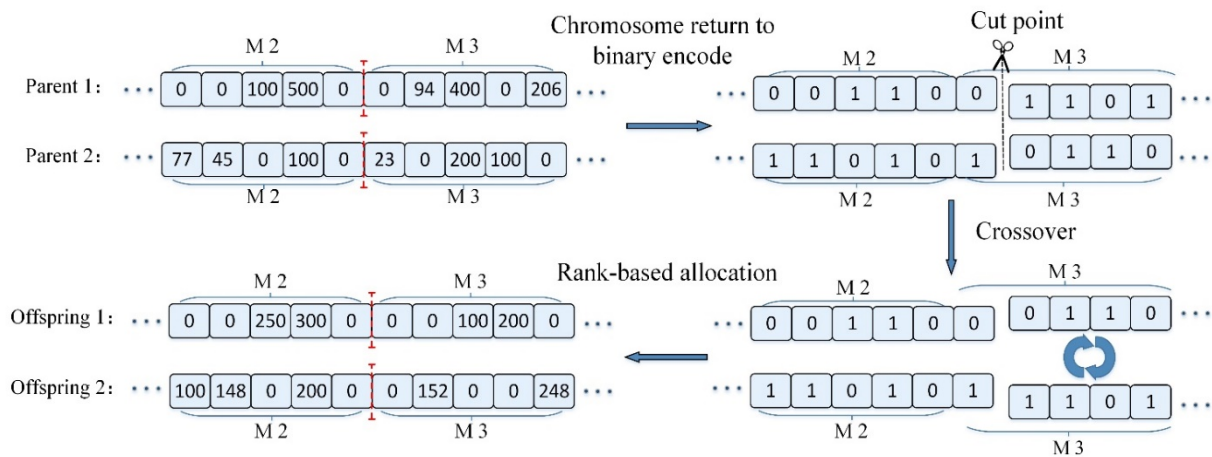 Chromosome return to
binary encode
Cut point
M 2
M 3
Parent 1: ··· 0 0 100 500 0 0 94 400 0 206 ···
Parent 2: ··· 77 45 0 100 0 23 0 200 100 0 ···
M 2
M 3
M 2
M 3
··· 0 0 1 1 0 0 1 1 0 1 ···
··· 1 1 0 1 0 1 0 1 1 0 ···
M 2
M 3
Crossover
Rank-based allocation
M 2
M 3
Offspring 1: ··· 0 0 250 300 0 0 0 100 200 0 ···
Offspring 2: ··· 100 148 0 200 0 0 152 0 0 248 ···
M 2
M 3
M 2
M 3
··· 0 0 1 1 0 0 0 1 1 0 ···
··· 1 1 0 1 0 1 1 1 0 1 ···
M 2
M 3